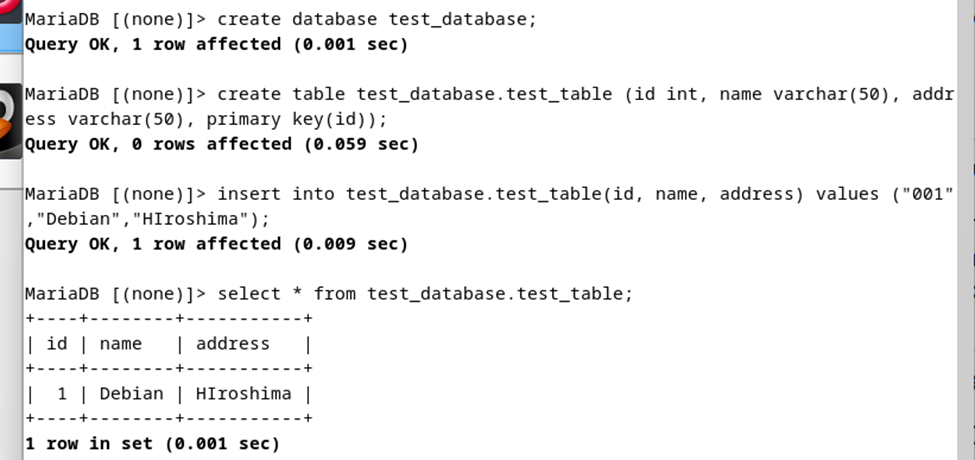 MariaDB [(none)]> create database test_database;
Query OK, 1 row affected (0.001 sec)

MariaDB [(none)]> create table test_database.test_table (id int, name varchar(50), addr
ess varchar(50), primary key(id));
Query OK, 0 rows affected (0.059 sec)

MariaDB [(none)]> insert into test_database.test_table(id, name, address) values ("001"
,"Debian","HIroshima");
Query OK, 1 row affected (0.009 sec)

MariaDB [(none)]> select * from test_database.test_table;
+----+--------+-----------+
| id | name   | address   |
+----+--------+-----------+
|  1 | Debian | HIroshima |
+----+--------+-----------+
1 row in set (0.001 sec)